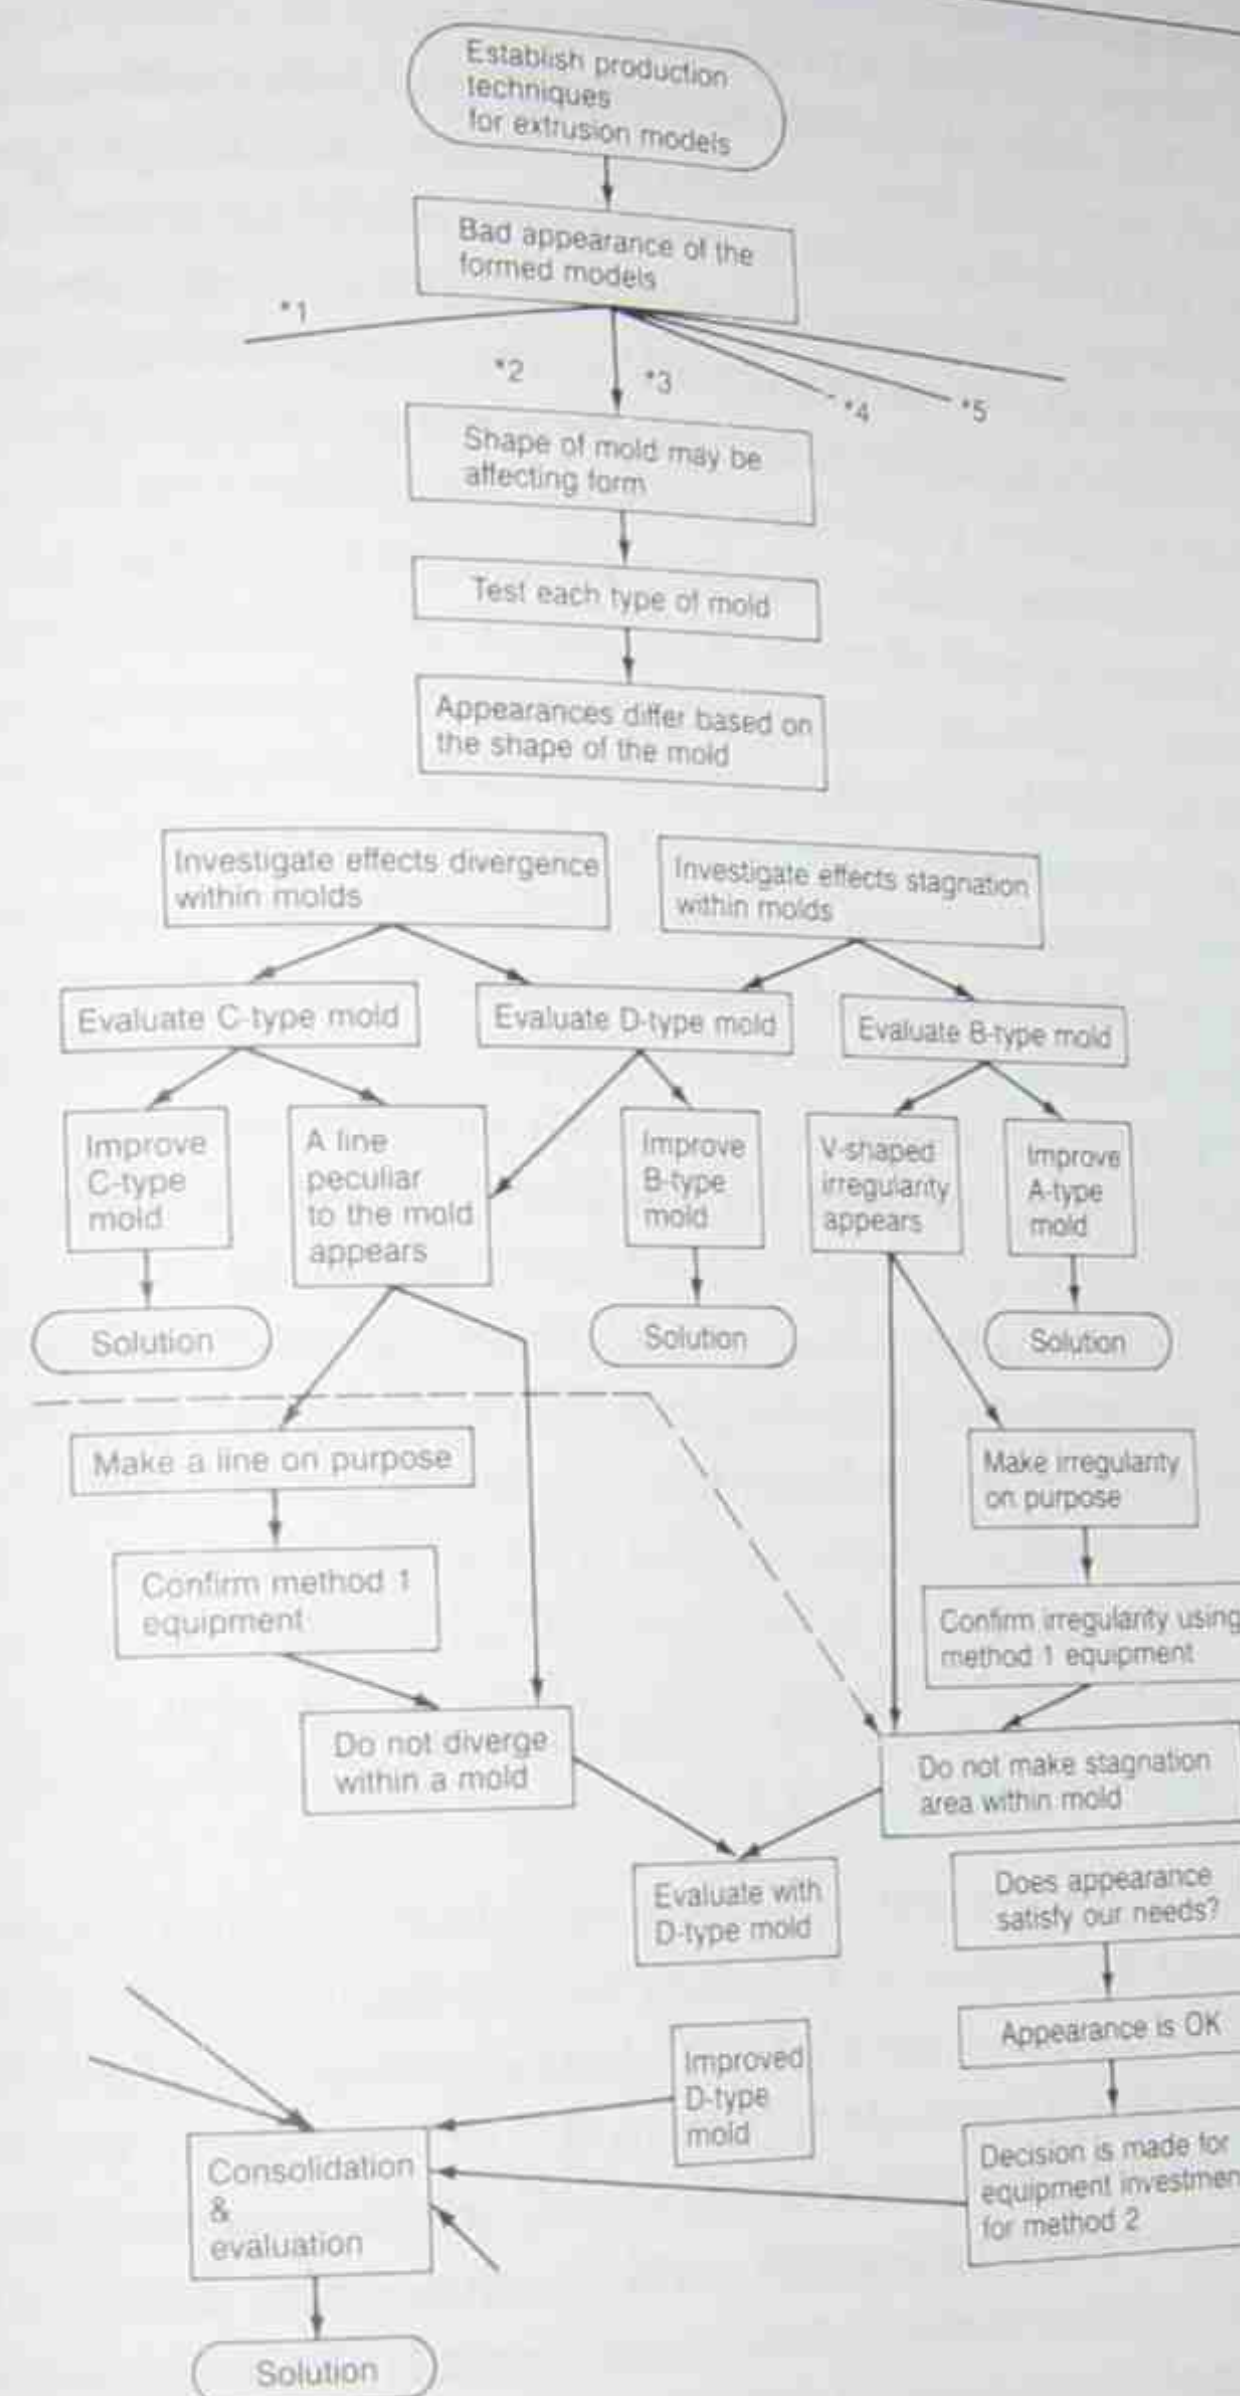 Establish production
techniques
for extrusion models
Bad appearance of the
formed models
*1
*2
*3
*4
*5
Shape of mold may be
affecting form
Test each type of mold
Appearances differ based on
the shape of the mold
Investigate effects divergence
within molds
Investigate effects stagnation
within molds
Evaluate C-type mold
Evaluate D-type mold
Evaluate B-type mold
Improve
C-type
mold
A line
peculiar
to the mold
appears
Improve
B-type
mold
V-shaped
irregularity
appears
Improve
A-type
mold
Solution
Solution
Solution
Make a line on purpose
Make irregularity
on purpose
Confirm method 1
equipment
Confirm irregularity using
method 1 equipment
Do not diverge
within a mold
Do not make stagnation
area within mold
Evaluate with
D-type mold
Does appearance
satisfy our needs?
Appearance is OK
Improved
D-type
mold
Decision is made for
equipment investmen
for method 2
Consolidation
&
evaluation
Solution